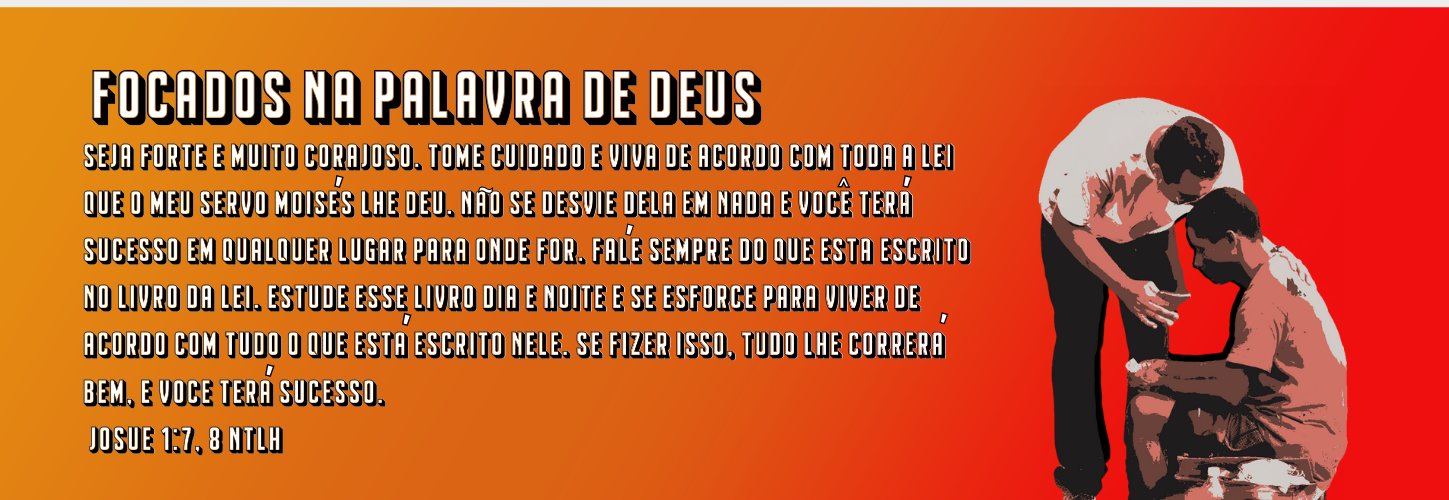 FOCADOS NA PALAVRA DE DEUS
SEJA FORTE E MUITO CORAJOSO. TOME CUIDADO E VIVA DE ACORDO COM TODA A LEI
QUE O MEU SERVO MOISÉS LHE DEU. NÃO SE DESVIE DELA EM NADA E VOCÊ TERÁ
SUCESSO EM QUALQUER LUGAR PARA ONDE FOR. FALÉ SEMPRE DO QUE ESTA ESCRITO
NO LIVRO DA LEI. ESTUDE ESSE LIVRO DIA E NOITE E SE ESFORCE PARA VIVER DE
ACORDO COM TUDO O QUE ESTÁ ESCRITO NELE. SE FIZER ISSO, TUDO LHE CORRERÁ
BEM, E VOCE TERÁ SUCESSO.
JOSUE 1:7, 8 NTLH